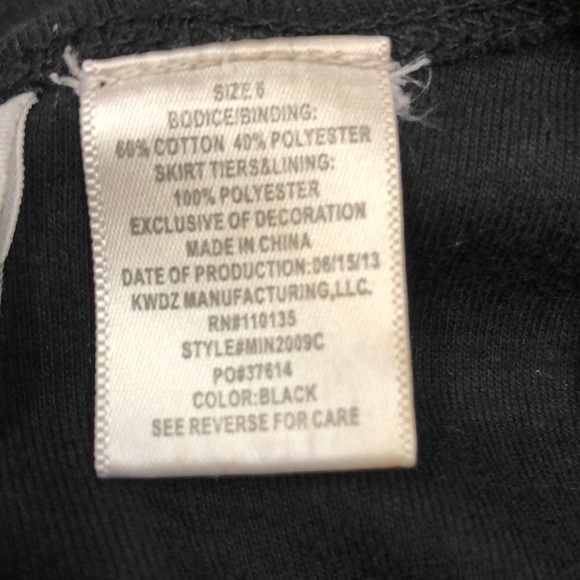 SIZE 6
BODICE/BINDING:
60% COTTON 40% POLYESTER
SKIRT TIERS&LINING:
100% POLYESTER
EXCLUSIVE OF DECORATION
MADE IN CHINA
DATE OF PRODUCTION:06/15/13
KWDZ MANUFACTURING,LLC.
RN#110135
STYLE#MIN2009C
PO#37614
COLOR:BLACK
SEE REVERSE FOR CARE